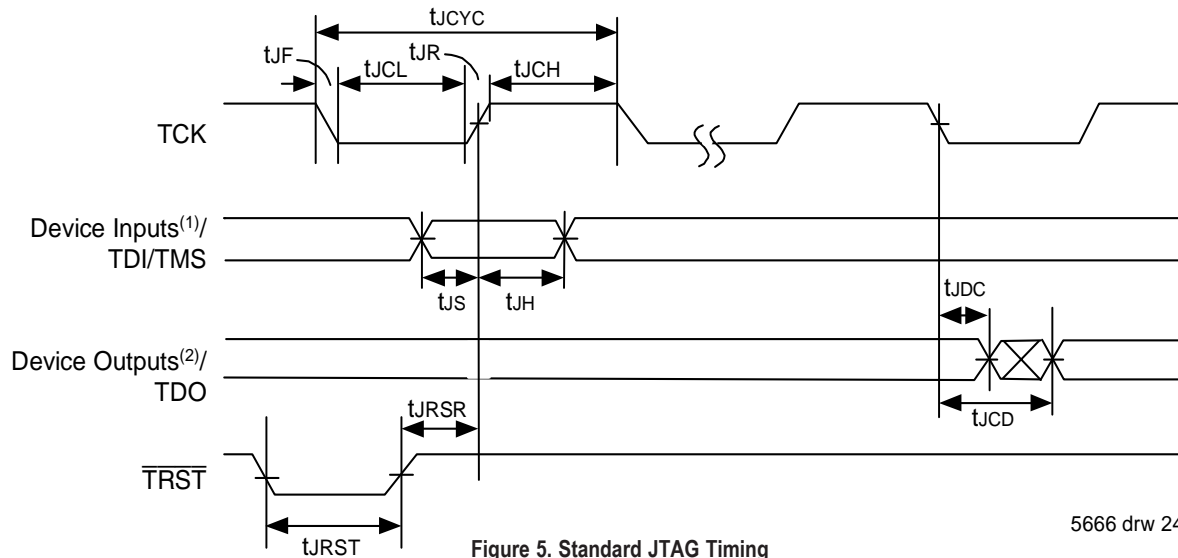 tJCYC
tJF
tJR
tJCL
tJCH
TCK
Device Inputs(1)/
TDI/TMS
tJS
tJH
tJDC
Device Outputs(2)/
TDO
tJRSR
tJCD
TRST
5666 drw 24
tJRST
Figure 5. Standard JTAG Timing